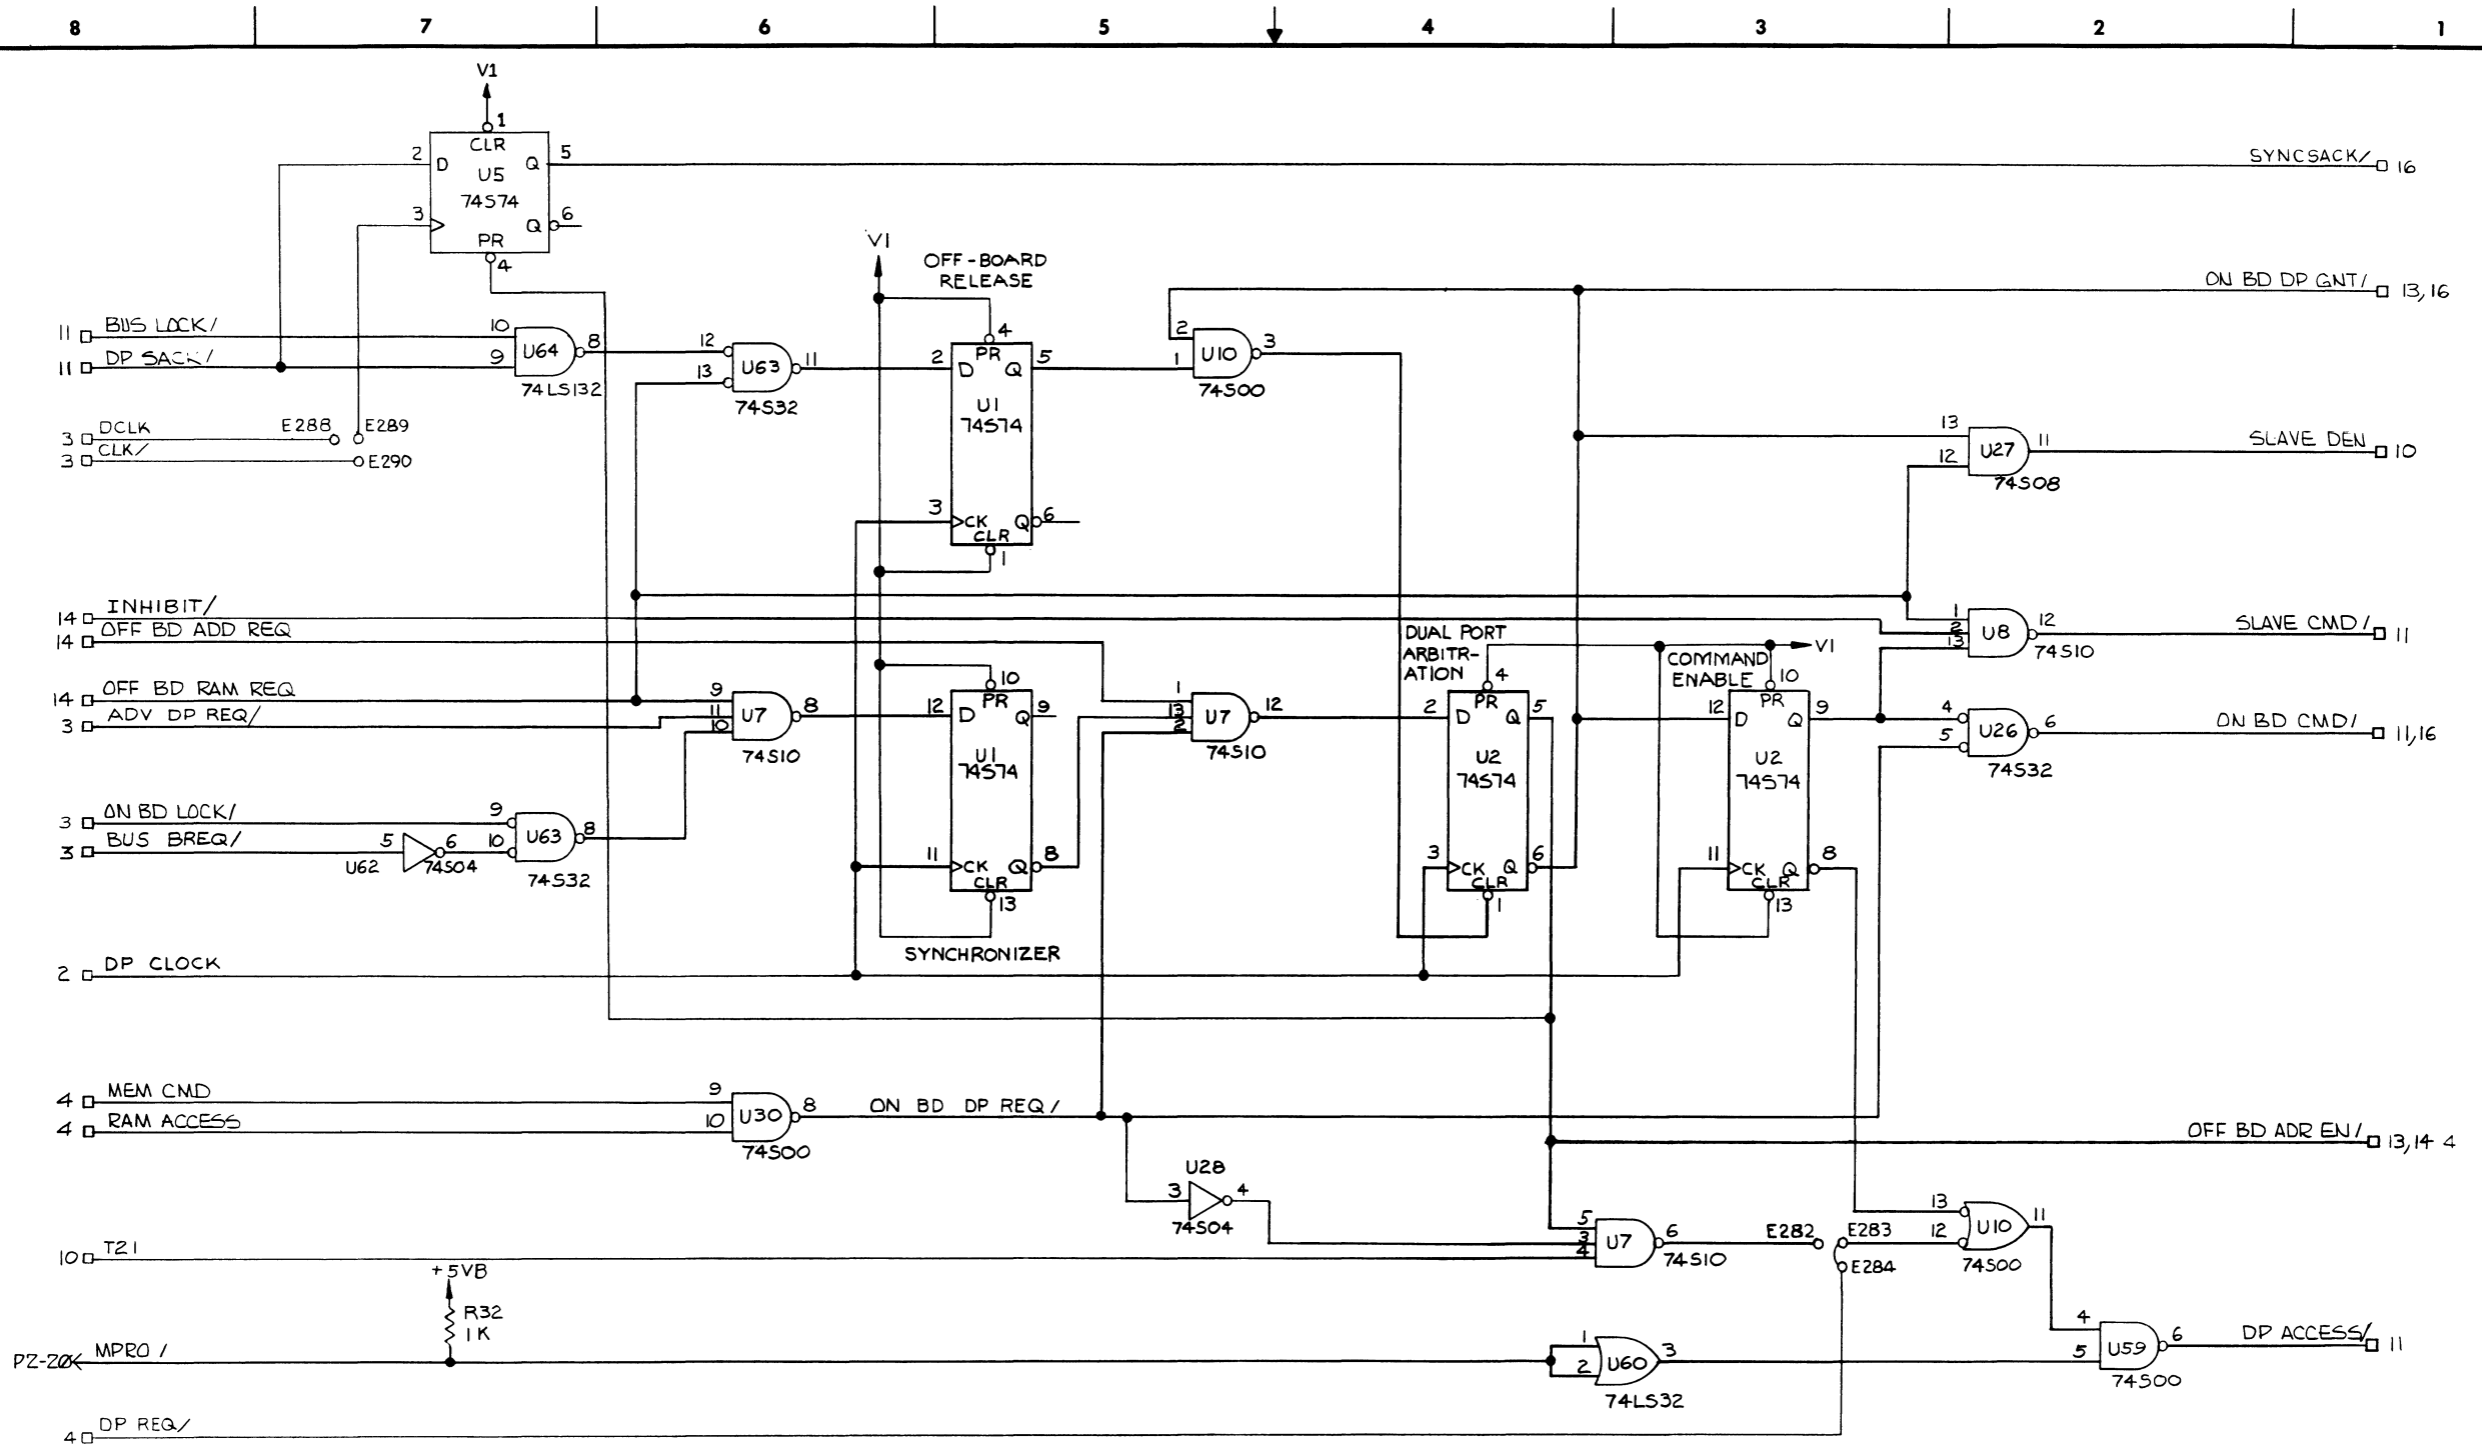 8 7 6 5 4 3 2 1
V1
1
CLR
2 D Q 5
U5
74S74
3 Q 6
PR
4
SYNCSACK/ 16
V1
OFF-BOARD
RELEASE
ON BD DP GNT/ 13,16
11 BUS LOCK/ 10
11 DP SACK/ 9
U64 8
74LS132
12
13
U63 11
74S32
4
PR
2 D Q 5
U1
74S74
3 CK Q 6
CLR
1
2
1
U10 3
74S00
3 DCLK E288 E289
3 CLK/ E290
13
12
U27 11
74S08
SLAVE DEN 10
14 INHIBIT/
14 OFF BD ADD REQ
1
2
13
U8 12
74S10
SLAVE CMD/ 11
14 OFF BD RAM REQ 9
3 ADV DP REQ/ 11
10
U7 8
74S10
10
PR
12 D Q 9
U1
74S74
11 CK Q 8
CLR
13
SYNCHRONIZER
1
13
2
U7 12
74S10
DUAL PORT
ARBITR-
ATION
4
PR
2 D Q 5
U2
74S74
3 CK Q 6
CLR
1
V1
COMMAND
ENABLE
10
PR
12 D Q 9
U2
74S74
11 CK Q 8
CLR
13
4
5
U26 6
74S32
ON BD CMD/ 11,16
3 ON BD LOCK/ 9
3 BUS BREQ/ 5 6 10
U62 74S04
U63 8
74S32
2 DP CLOCK
4 MEM CMD 9
4 RAM ACCESS 10
U30 8
74S00
ON BD DP REQ/
OFF BD ADR EN/ 13,14 4
U28
3 4
74S04
10 T21
5
3
4
U7 6
74S10
E282 E283
E284
13
12
U10 11
74S00
+5VB
R32
1K
P2-20 MPRO/
1
2
U60 3
74LS32
4
5
U59 6
74S00
DP ACCESS/ 11
4 DP REQ/